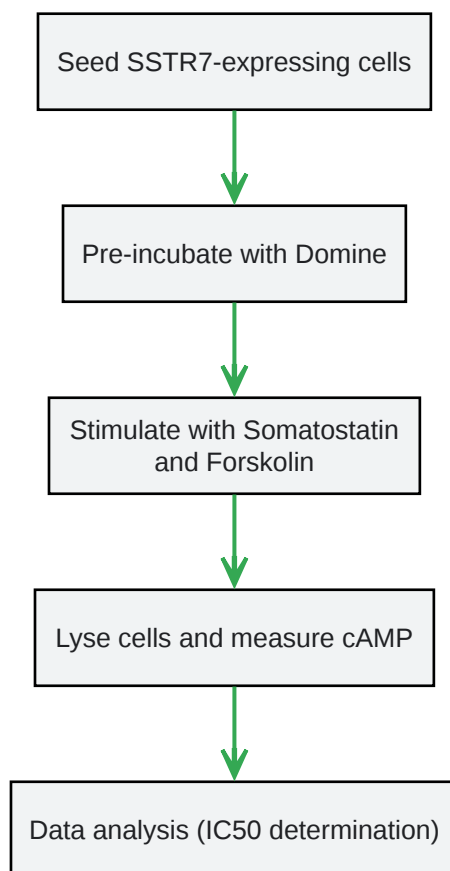 Seed SSTR7-expressing cells
Pre-incubate with Domine
Stimulate with Somatostatin
and Forskolin
Lyse cells and measure cAMP
Data analysis (IC50 determination)